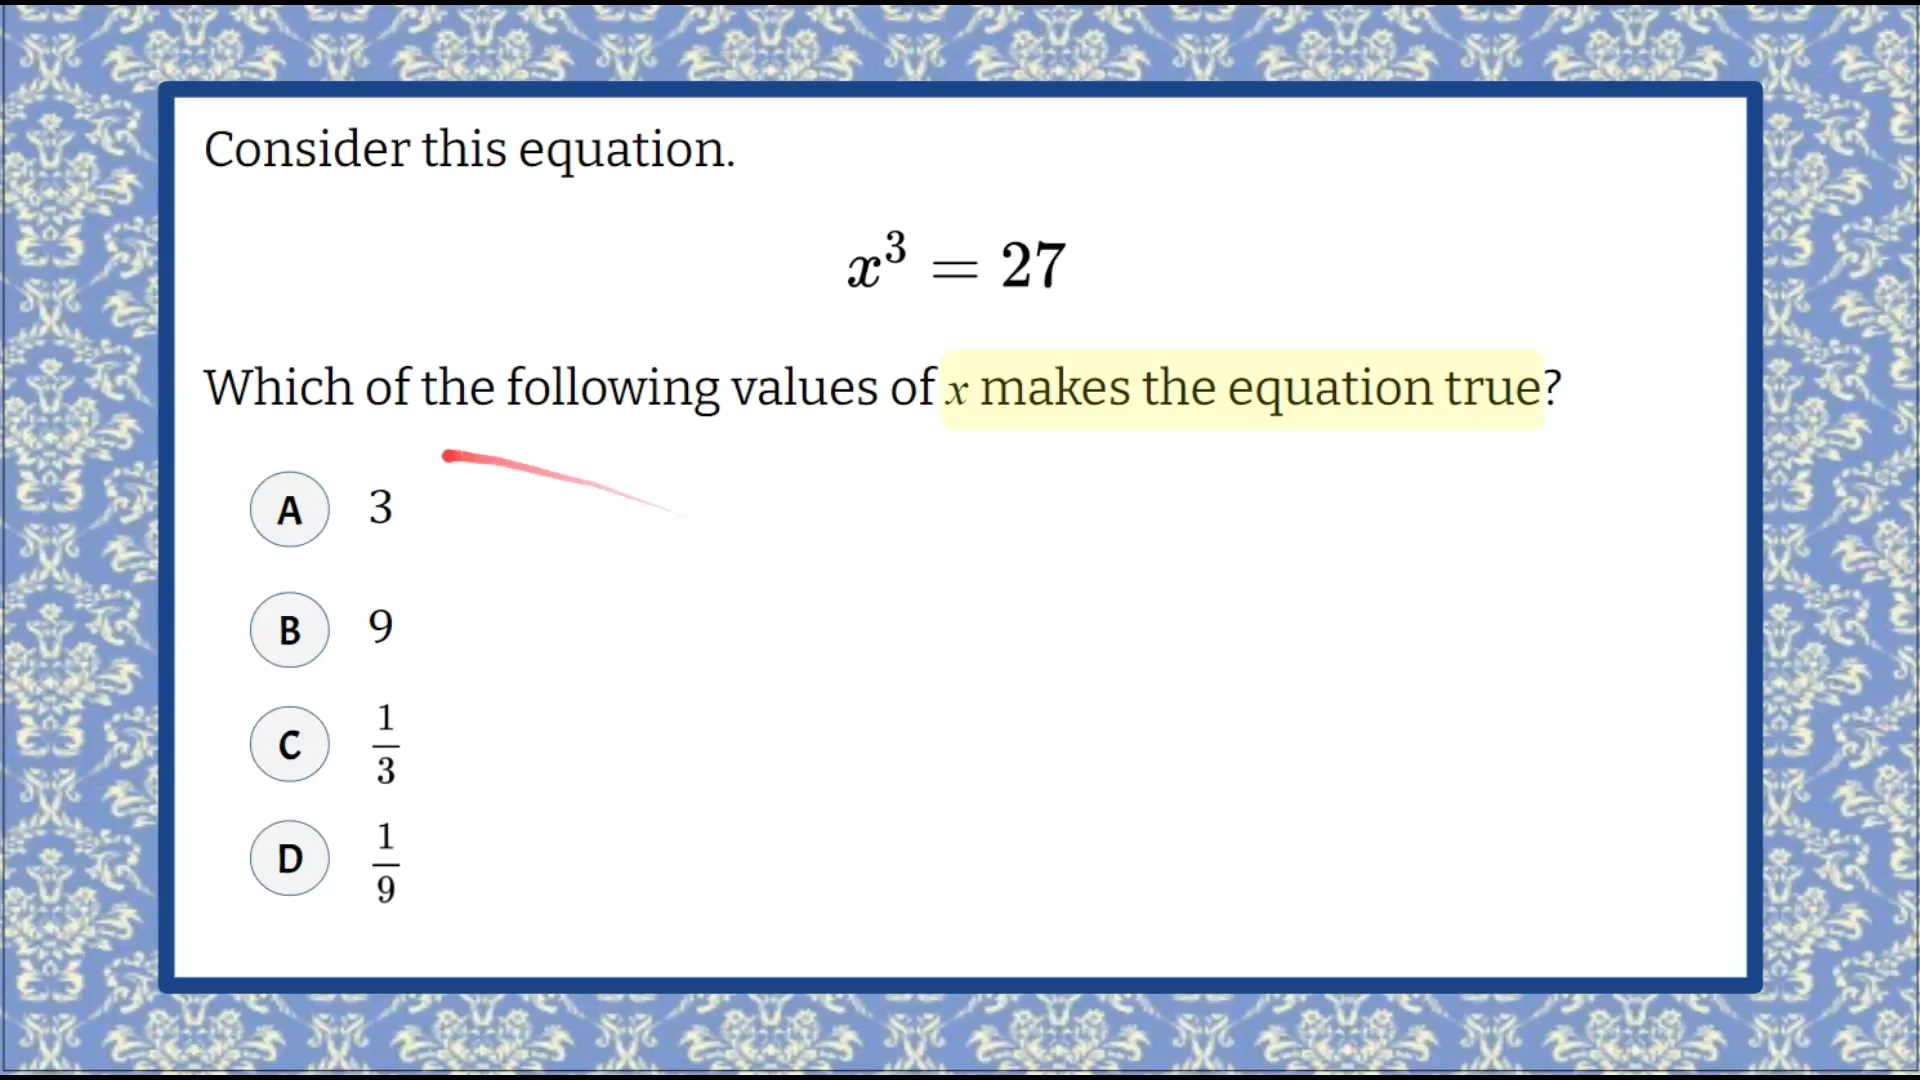 Consider this equation.
x³ = 27
Which of the following values of x makes the equation true?
A 3
B 9
C 1/3
D 1/9